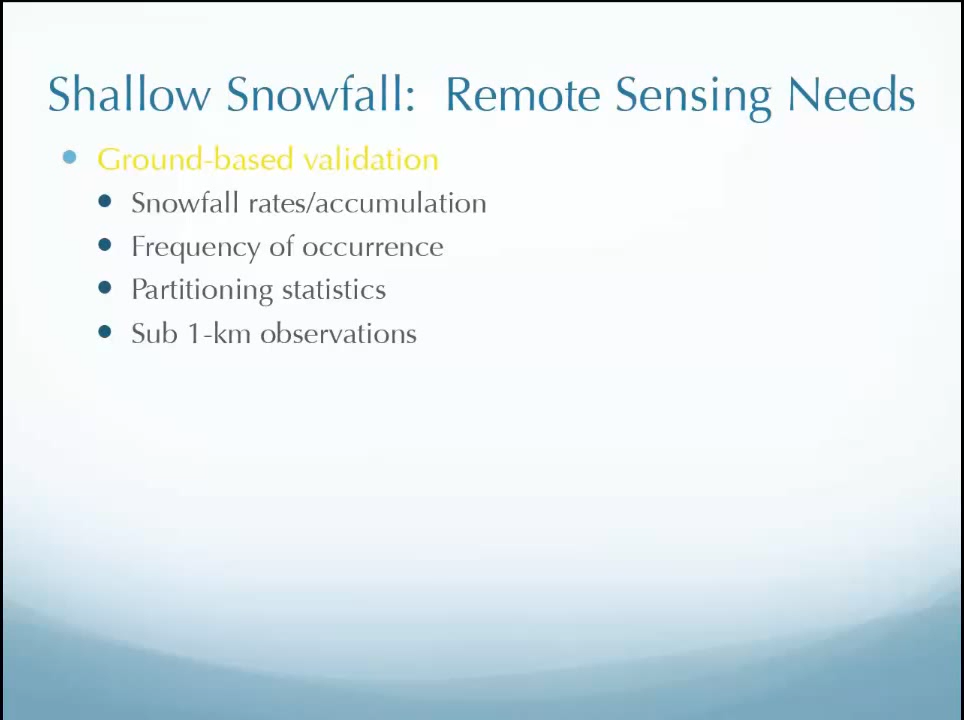 Shallow Snowfall: Remote Sensing Needs
Ground-based validation
Snowfall rates/accumulation
Frequency of occurrence
Partitioning statistics
Sub 1-km observations